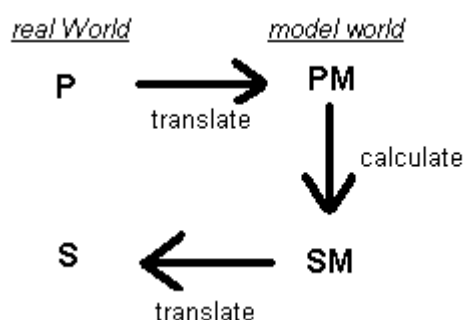 real World model world
P PM
translate
calculate
S SM
translate